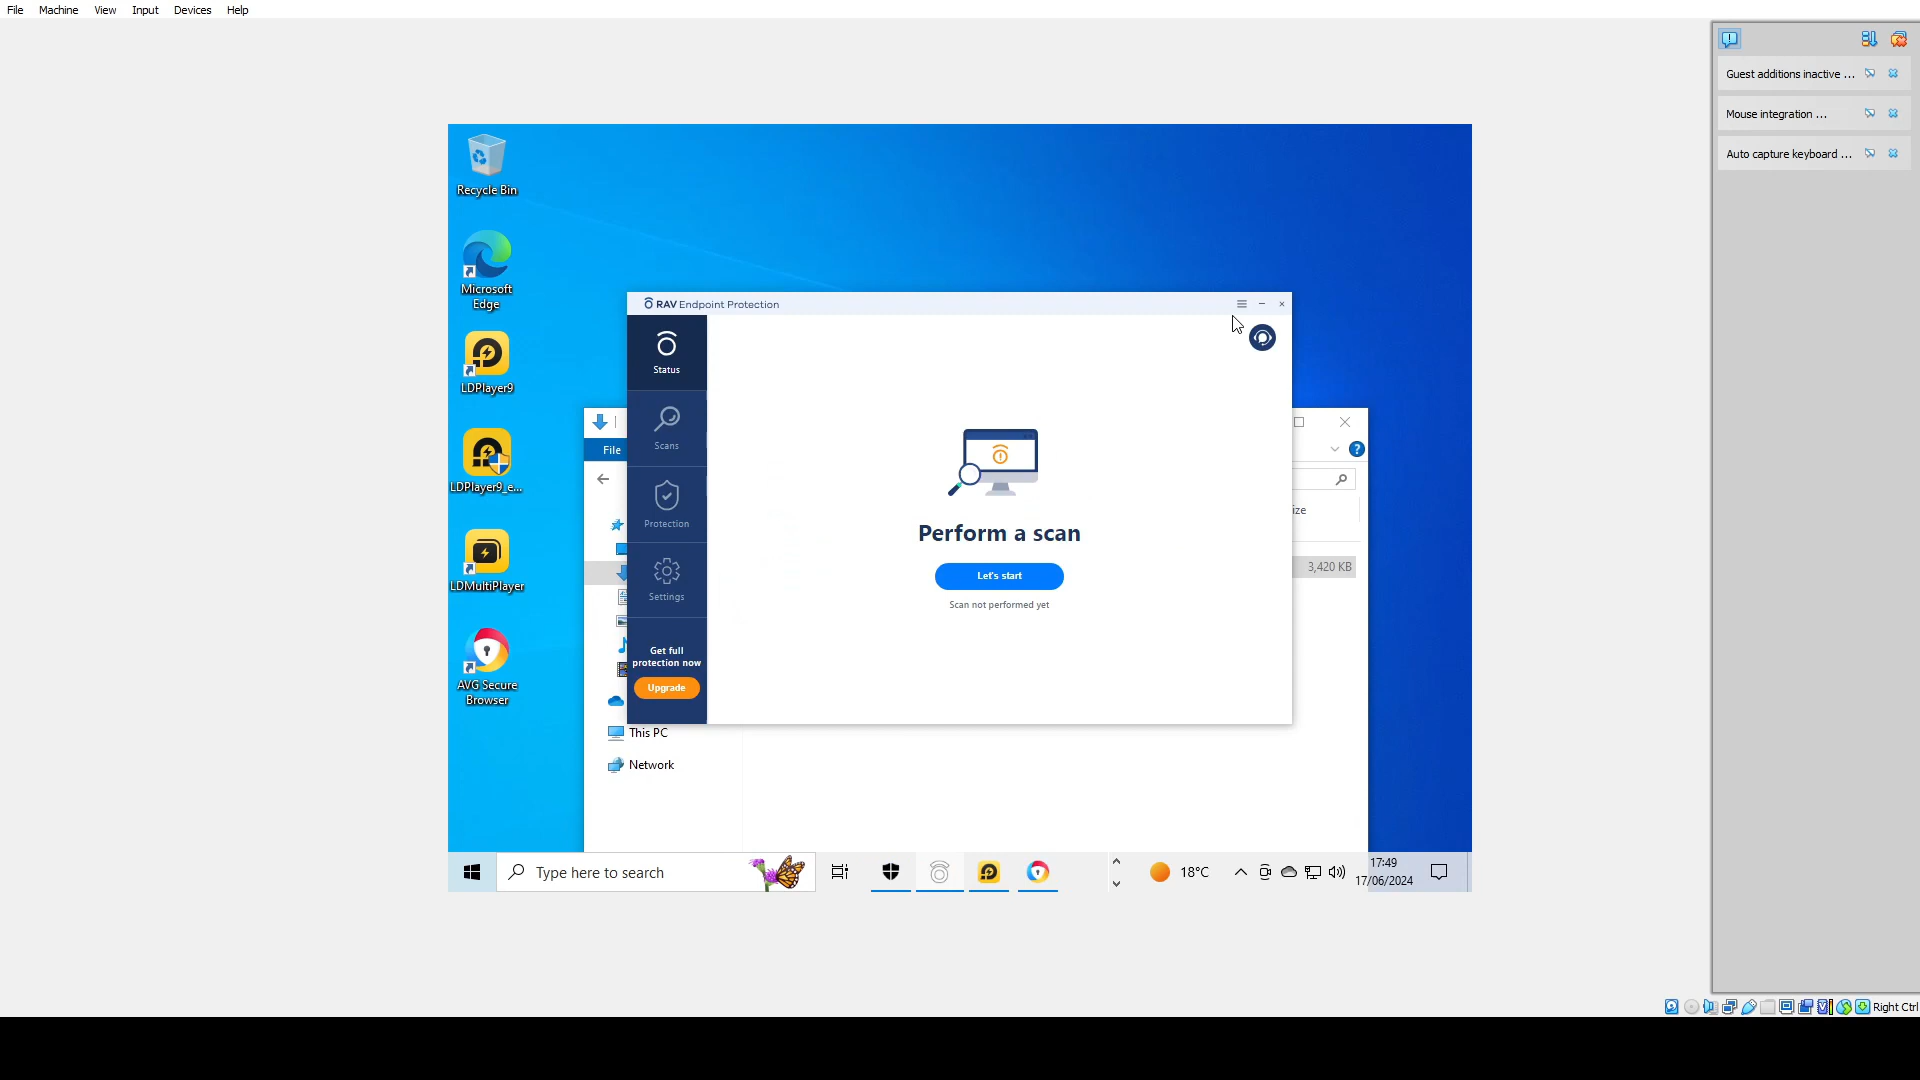 File Machine View Input Devices Help
Guest additions inactive ...
Mouse integration ...
Auto capture keyboard ...
Recycle Bin
Microsoft
Edge
LDPlayer9
LDPlayer9_e...
LDMultiPlayer
AVG Secure
Browser
RAV Endpoint Protection
Status
Scans
Protection
Settings
Get full
protection now
Upgrade
Perform a scan
Let's start
Scan not performed yet
File
ize
3,420 KB
This PC
Network
Type here to search
18°C
17:49
17/06/2024
Right Ctrl